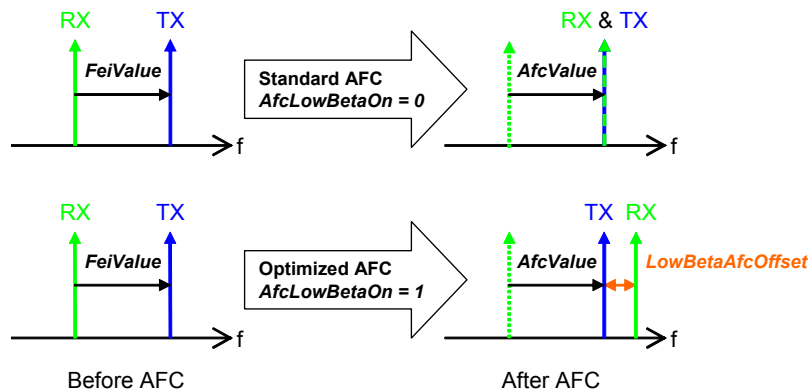 RX TX
FeiValue
f
Standard AFC
AfcLowBetaOn = 0
RX & TX
AfcValue
f
RX TX
FeiValue
f
Optimized AFC
AfcLowBetaOn = 1
TX RX
AfcValue
LowBetaAfcOffset
f
Before AFC
After AFC